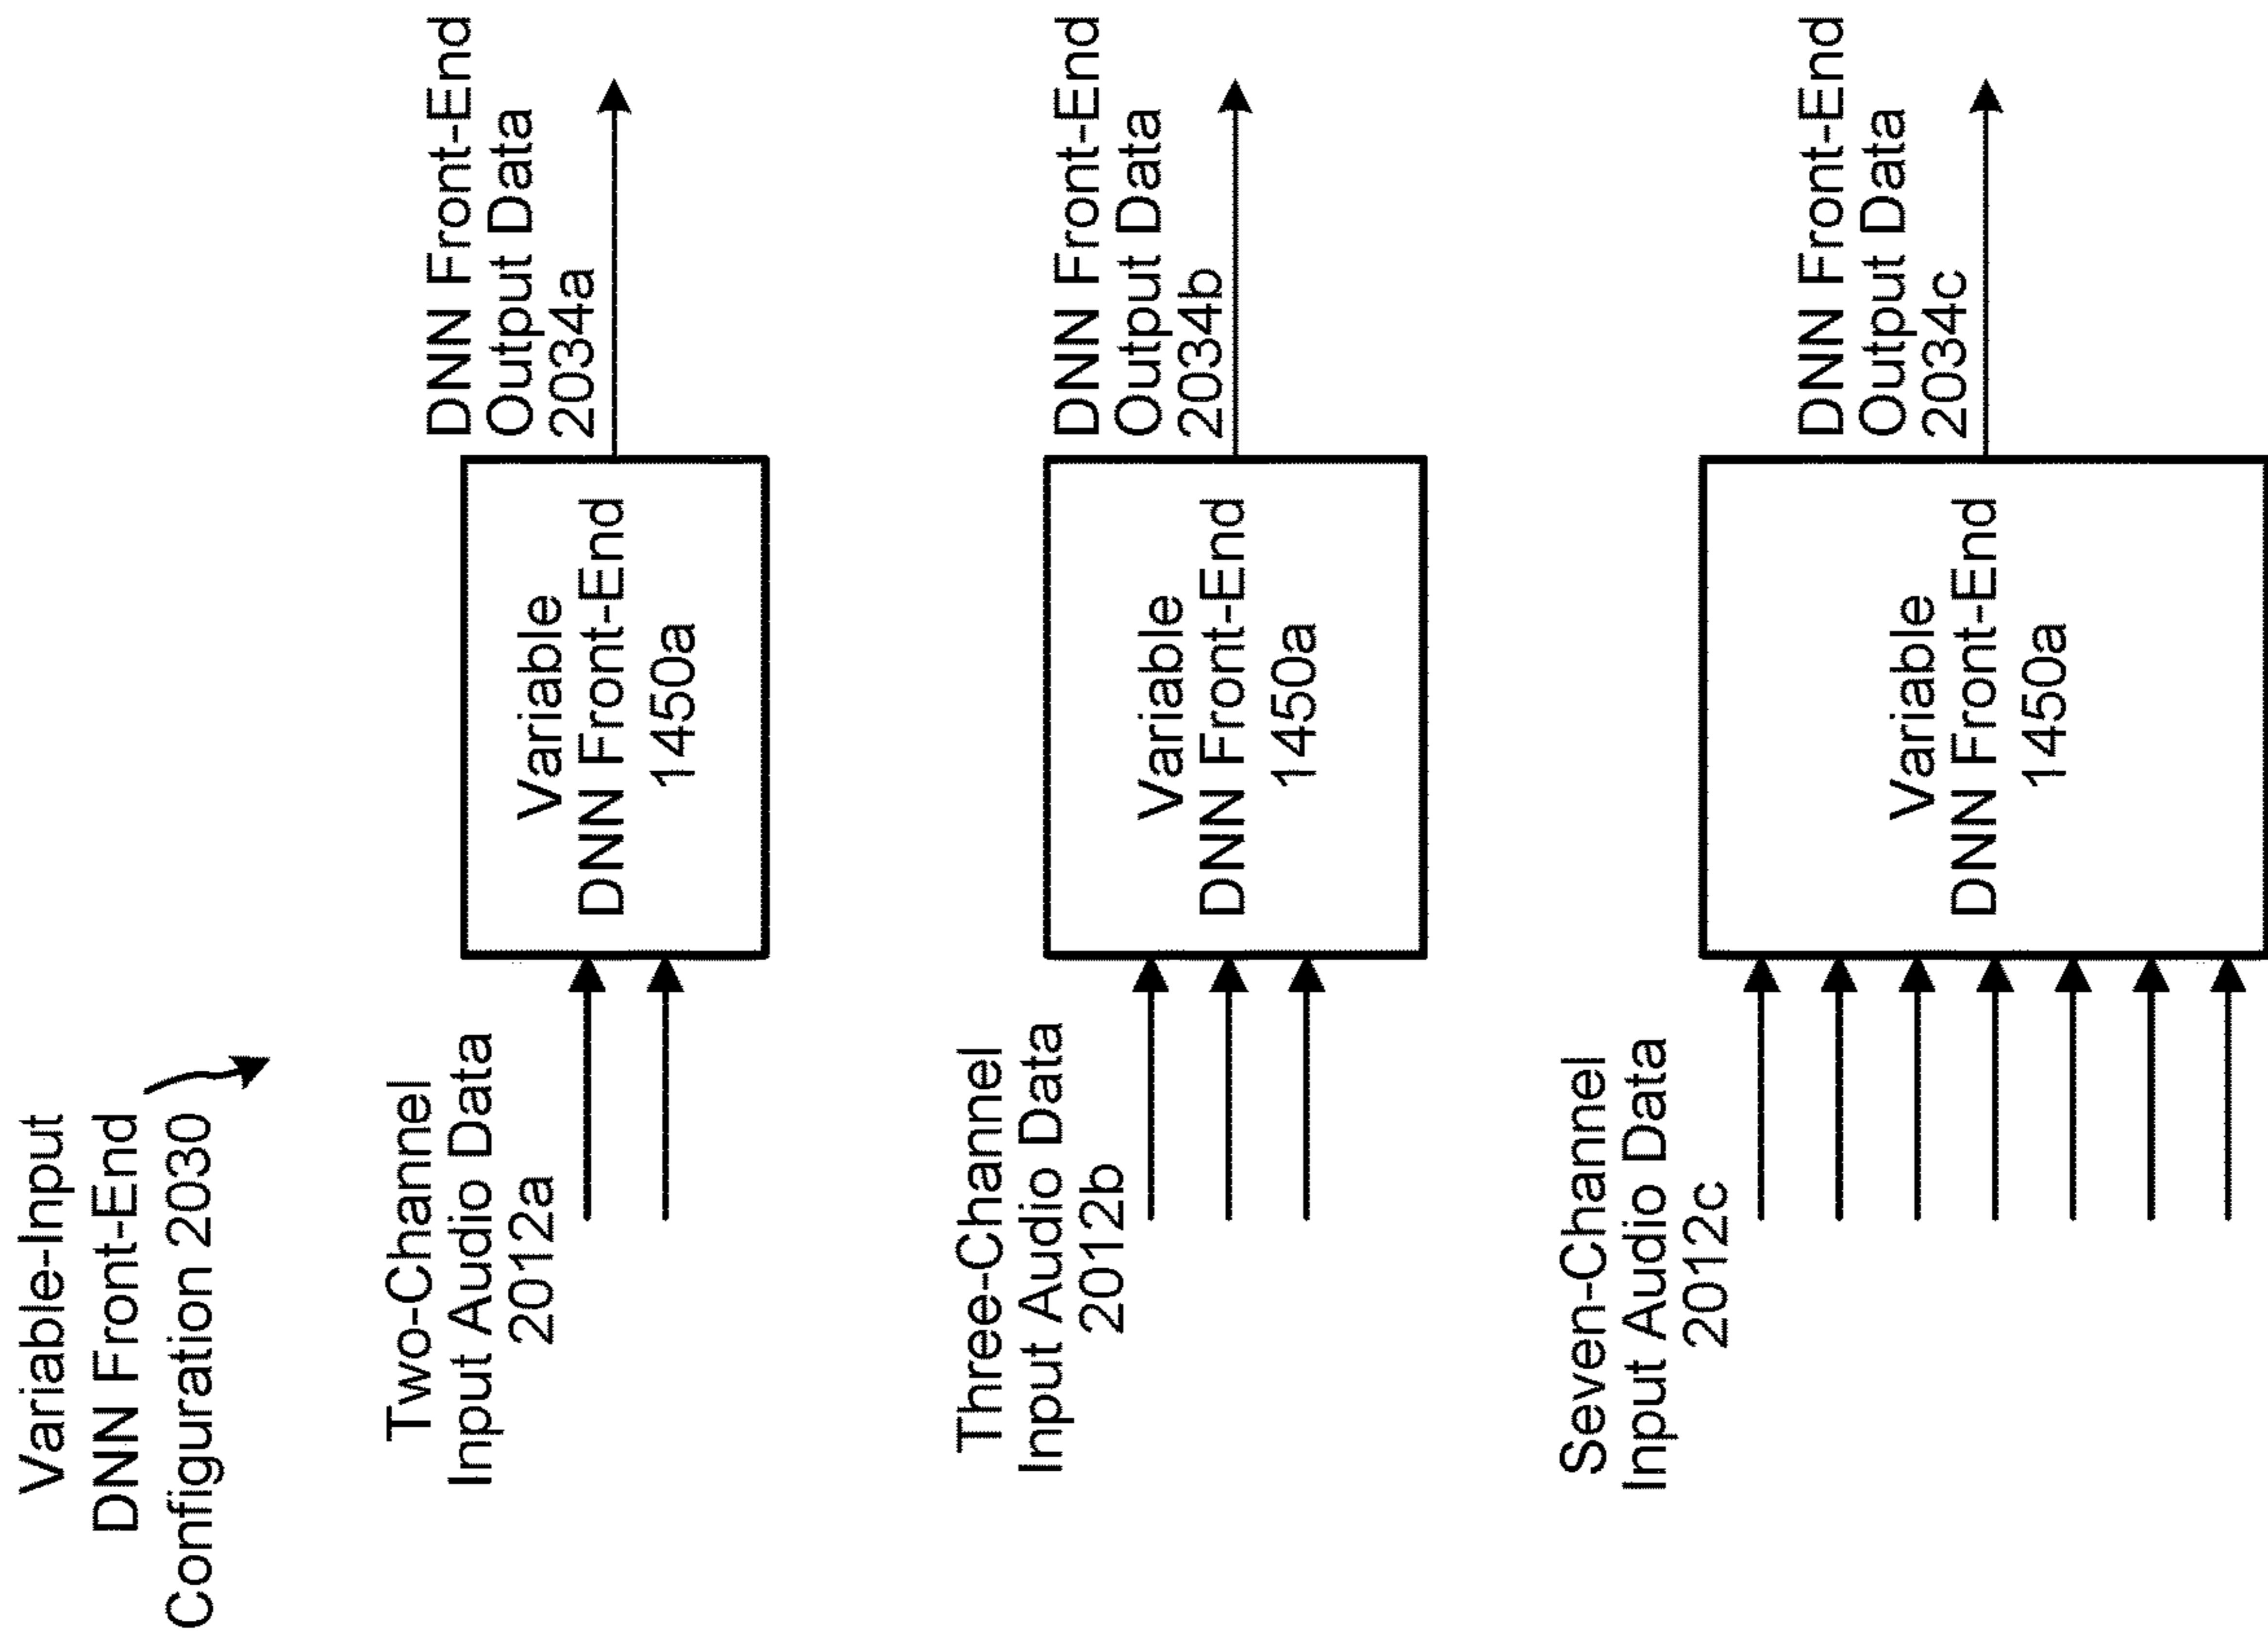 Variable-Input
DNN Front-End
Configuration 2030
Two-Channel
Input Audio Data
2012a
Variable
DNN Front-End
1450a
DNN Front-End
Output Data
2034a
Three-Channel
Input Audio Data
2012b
Variable
DNN Front-End
1450a
DNN Front-End
Output Data
2034b
Seven-Channel
Input Audio Data
2012c
Variable
DNN Front-End
1450a
DNN Front-End
Output Data
2034c